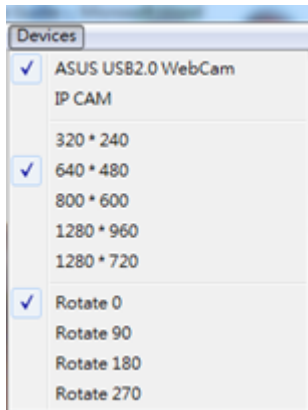 Devices
ASUS USB2.0 WebCam
IP CAM
320 * 240
640 * 480
800 * 600
1280 * 960
1280 * 720
Rotate 0
Rotate 90
Rotate 180
Rotate 270